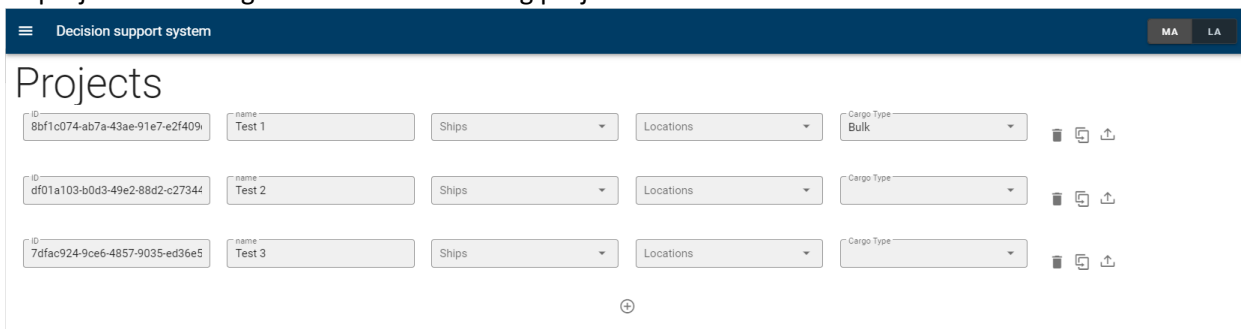 Decision support system MA LA
Projects
ID name Cargo Type
8bf1c074-ab7a-43ae-91e7-e2f409 Test 1 Ships Locations Bulk
ID name Cargo Type
df01a103-b0d3-49e2-88d2-c27344 Test 2 Ships Locations
ID name Cargo Type
7dfac924-9ce6-4857-9035-ed36e5 Test 3 Ships Locations